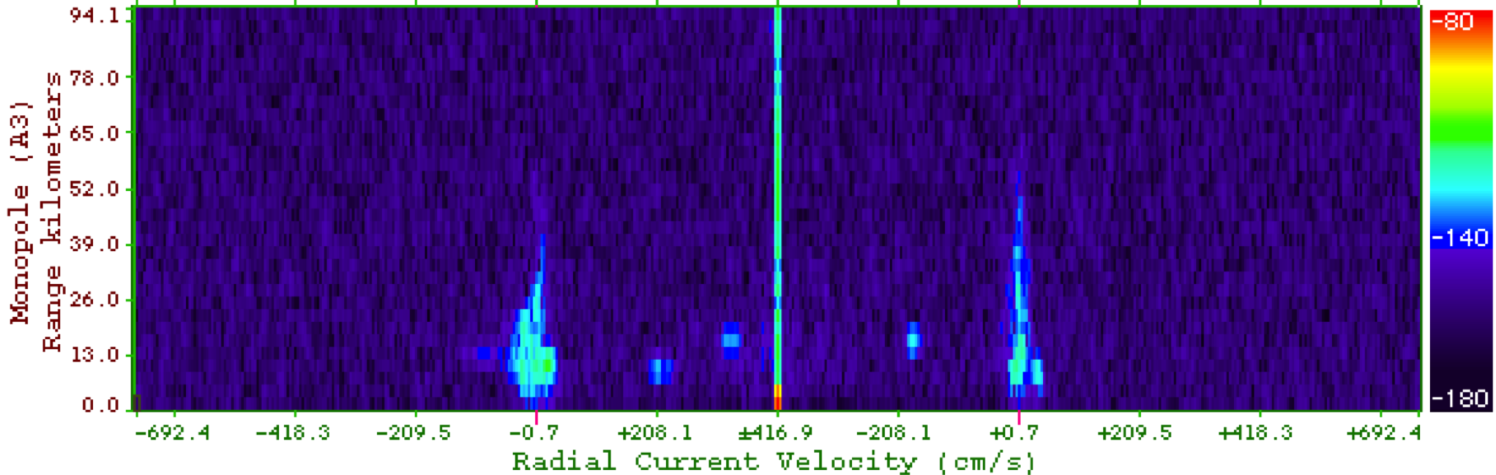 94.1
78.0
65.0
52.0
39.0
26.0
13.0
0.0
Monopole (A3)
Range kilometers
-80
-140
-180
-692.4 -418.3 -209.5 -0.7 +208.1 ±416.9 -208.1 +0.7 +209.5 +418.3 +692.4
Radial Current Velocity (cm/s)